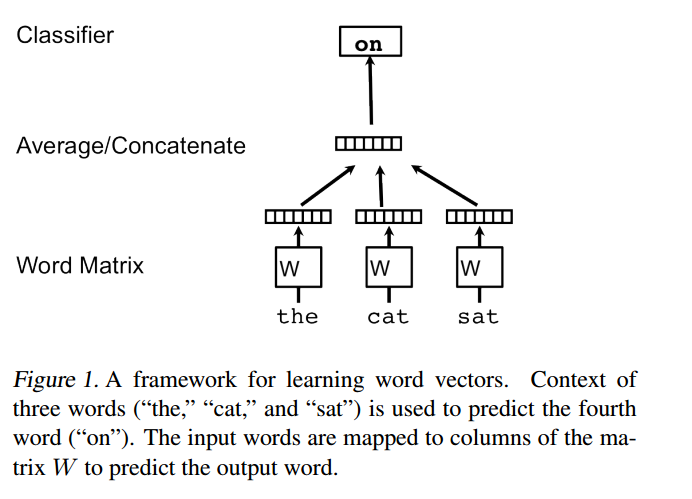 Classifier
on
Average/Concatenate
Word Matrix
W W W
the cat sat
Figure 1. A framework for learning word vectors. Context of
three words (“the,” “cat,” and “sat”) is used to predict the fourth
word (“on”). The input words are mapped to columns of the ma-
trix W to predict the output word.